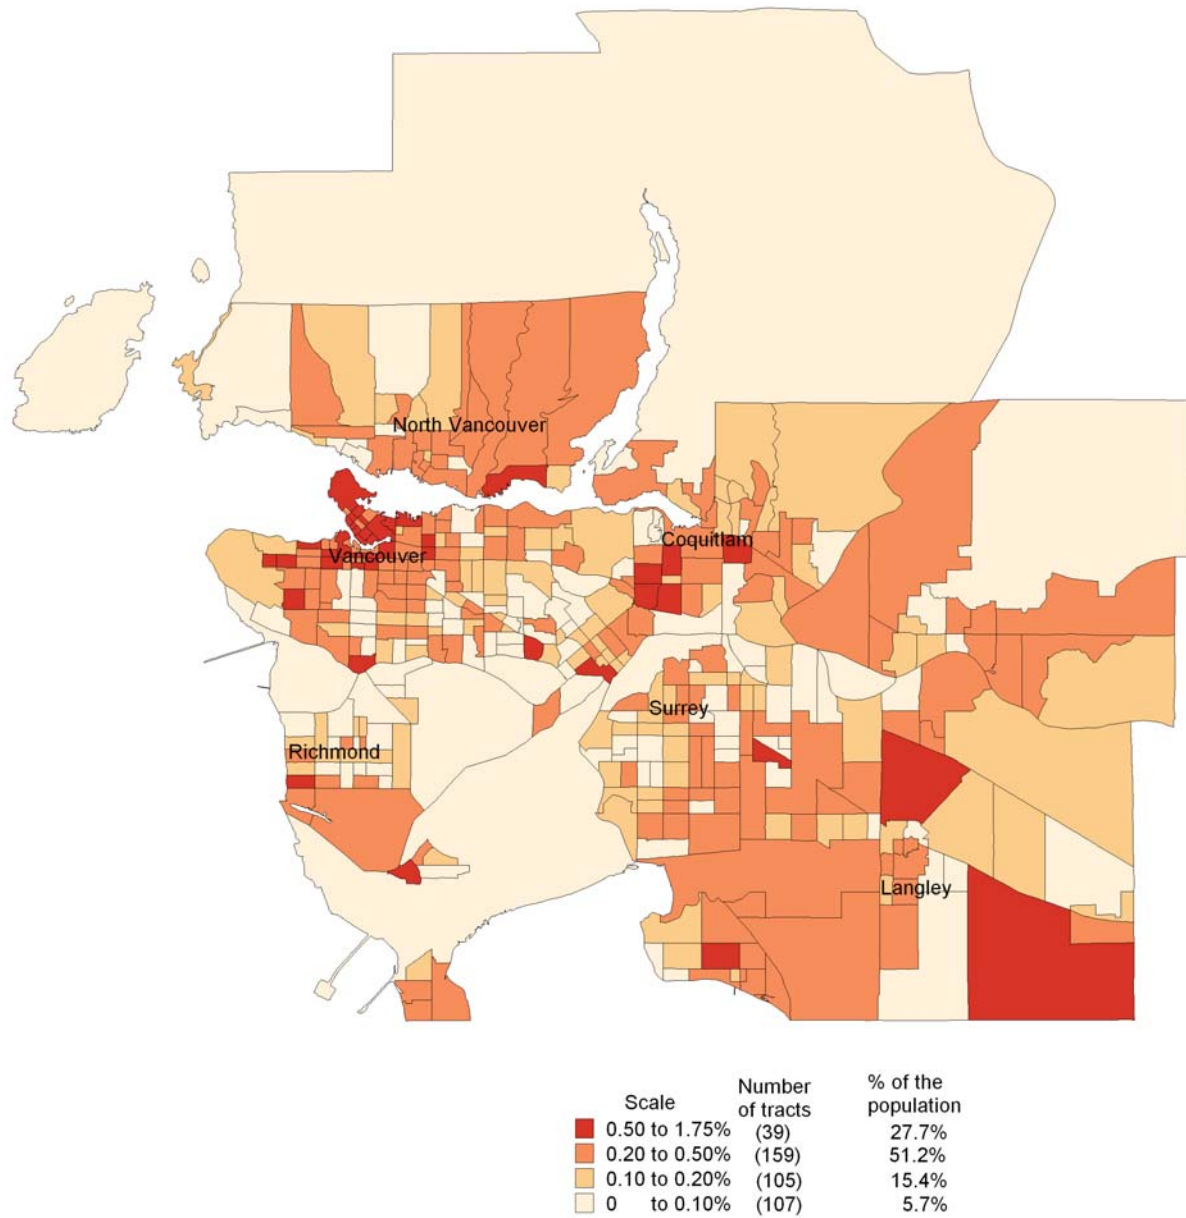 North Vancouver
Coquitlam
Vancouver
Surrey
Richmond
Langley
Scale Number of tracts % of the population
0.50 to 1.75% (39) 27.7%
0.20 to 0.50% (159) 51.2%
0.10 to 0.20% (105) 15.4%
0 to 0.10% (107) 5.7%